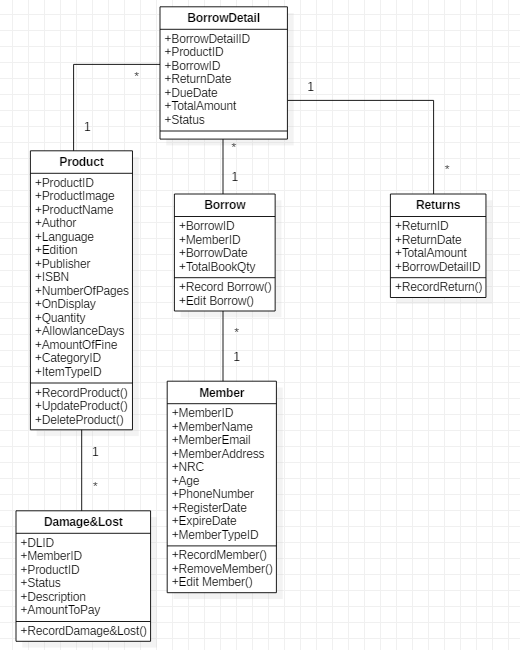 BorrowDetail
+BorrowDetailID
+ProductID
+BorrowID
+ReturnDate
+DueDate
+TotalAmount
+Status
*
1
1
*
*
1
Product
+ProductID
+ProductImage
+ProductName
+Author
+Language
+Edition
+Publisher
+ISBN
+NumberOfPages
+OnDisplay
+Quantity
+AllowlanceDays
+AmountOfFine
+CategoryID
+ItemTypeID
+RecordProduct()
+UpdateProduct()
+DeleteProduct()
Borrow
+BorrowID
+MemberID
+BorrowDate
+TotalBookQty
+Record Borrow()
+Edit Borrow()
Returns
+ReturnID
+ReturnDate
+TotalAmount
+BorrowDetailID
+RecordReturn()
*
1
Member
+MemberID
+MemberName
+MemberEmail
+MemberAddress
+NRC
+Age
+PhoneNumber
+RegisterDate
+ExpireDate
+MemberTypeID
+RecordMember()
+RemoveMember()
+Edit Member()
1
*
Damage&Lost
+DLID
+MemberID
+ProductID
+Status
+Description
+AmountToPay
+RecordDamage&Lost()